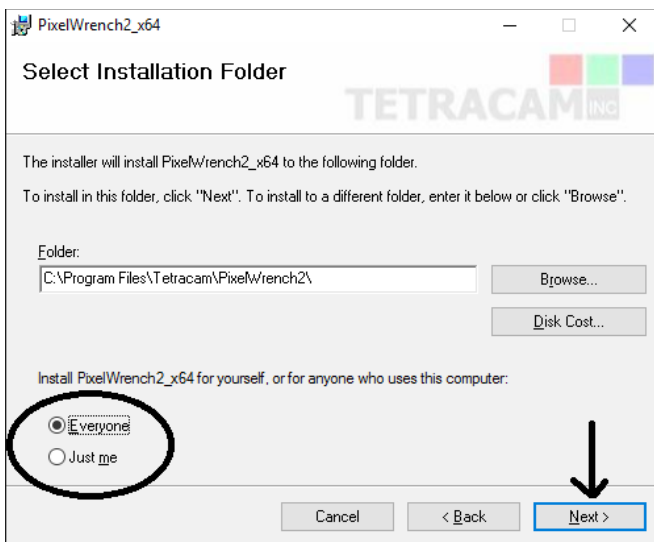 PixelWrench2_x64
Select Installation Folder
TETRACAM INC
The installer will install PixelWrench2_x64 to the following folder.
To install in this folder, click "Next". To install to a different folder, enter it below or click "Browse".
Folder:
C:\Program Files\Tetracam\PixelWrench2\
Browse...
Disk Cost...
Install PixelWrench2_x64 for yourself, or for anyone who uses this computer:
Everyone
Just me
Cancel
< Back
Next >